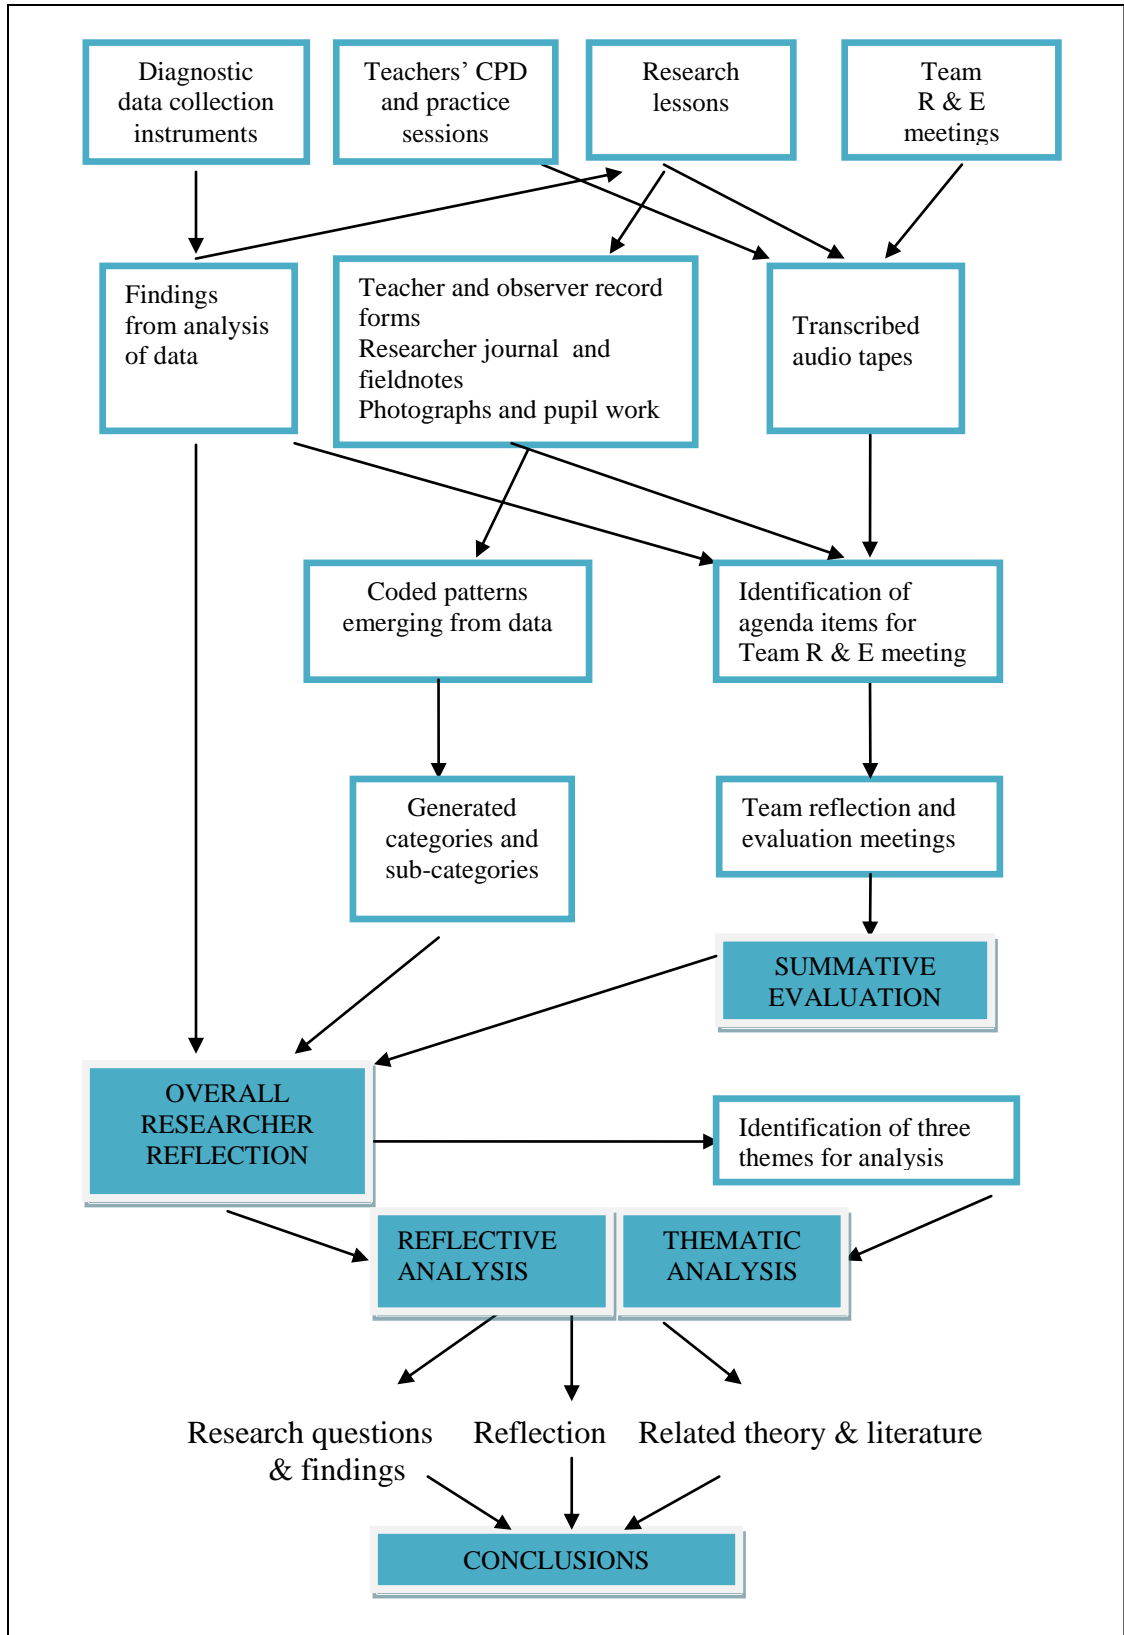 Diagnostic
data collection
instruments
Teachers’ CPD
and practice
sessions
Research
lessons
Team
R & E
meetings
Findings
from analysis
of data
Teacher and observer record
forms
Researcher journal and
fieldnotes
Photographs and pupil work
Transcribed
audio tapes
Coded patterns
emerging from data
Identification of
agenda items for
Team R & E meeting
Generated
categories and
sub-categories
Team reflection and
evaluation meetings
SUMMATIVE
EVALUATION
OVERALL
RESEARCHER
REFLECTION
Identification of three
themes for analysis
REFLECTIVE
ANALYSIS
THEMATIC
ANALYSIS
Research questions
& findings
Reflection
Related theory & literature
CONCLUSIONS